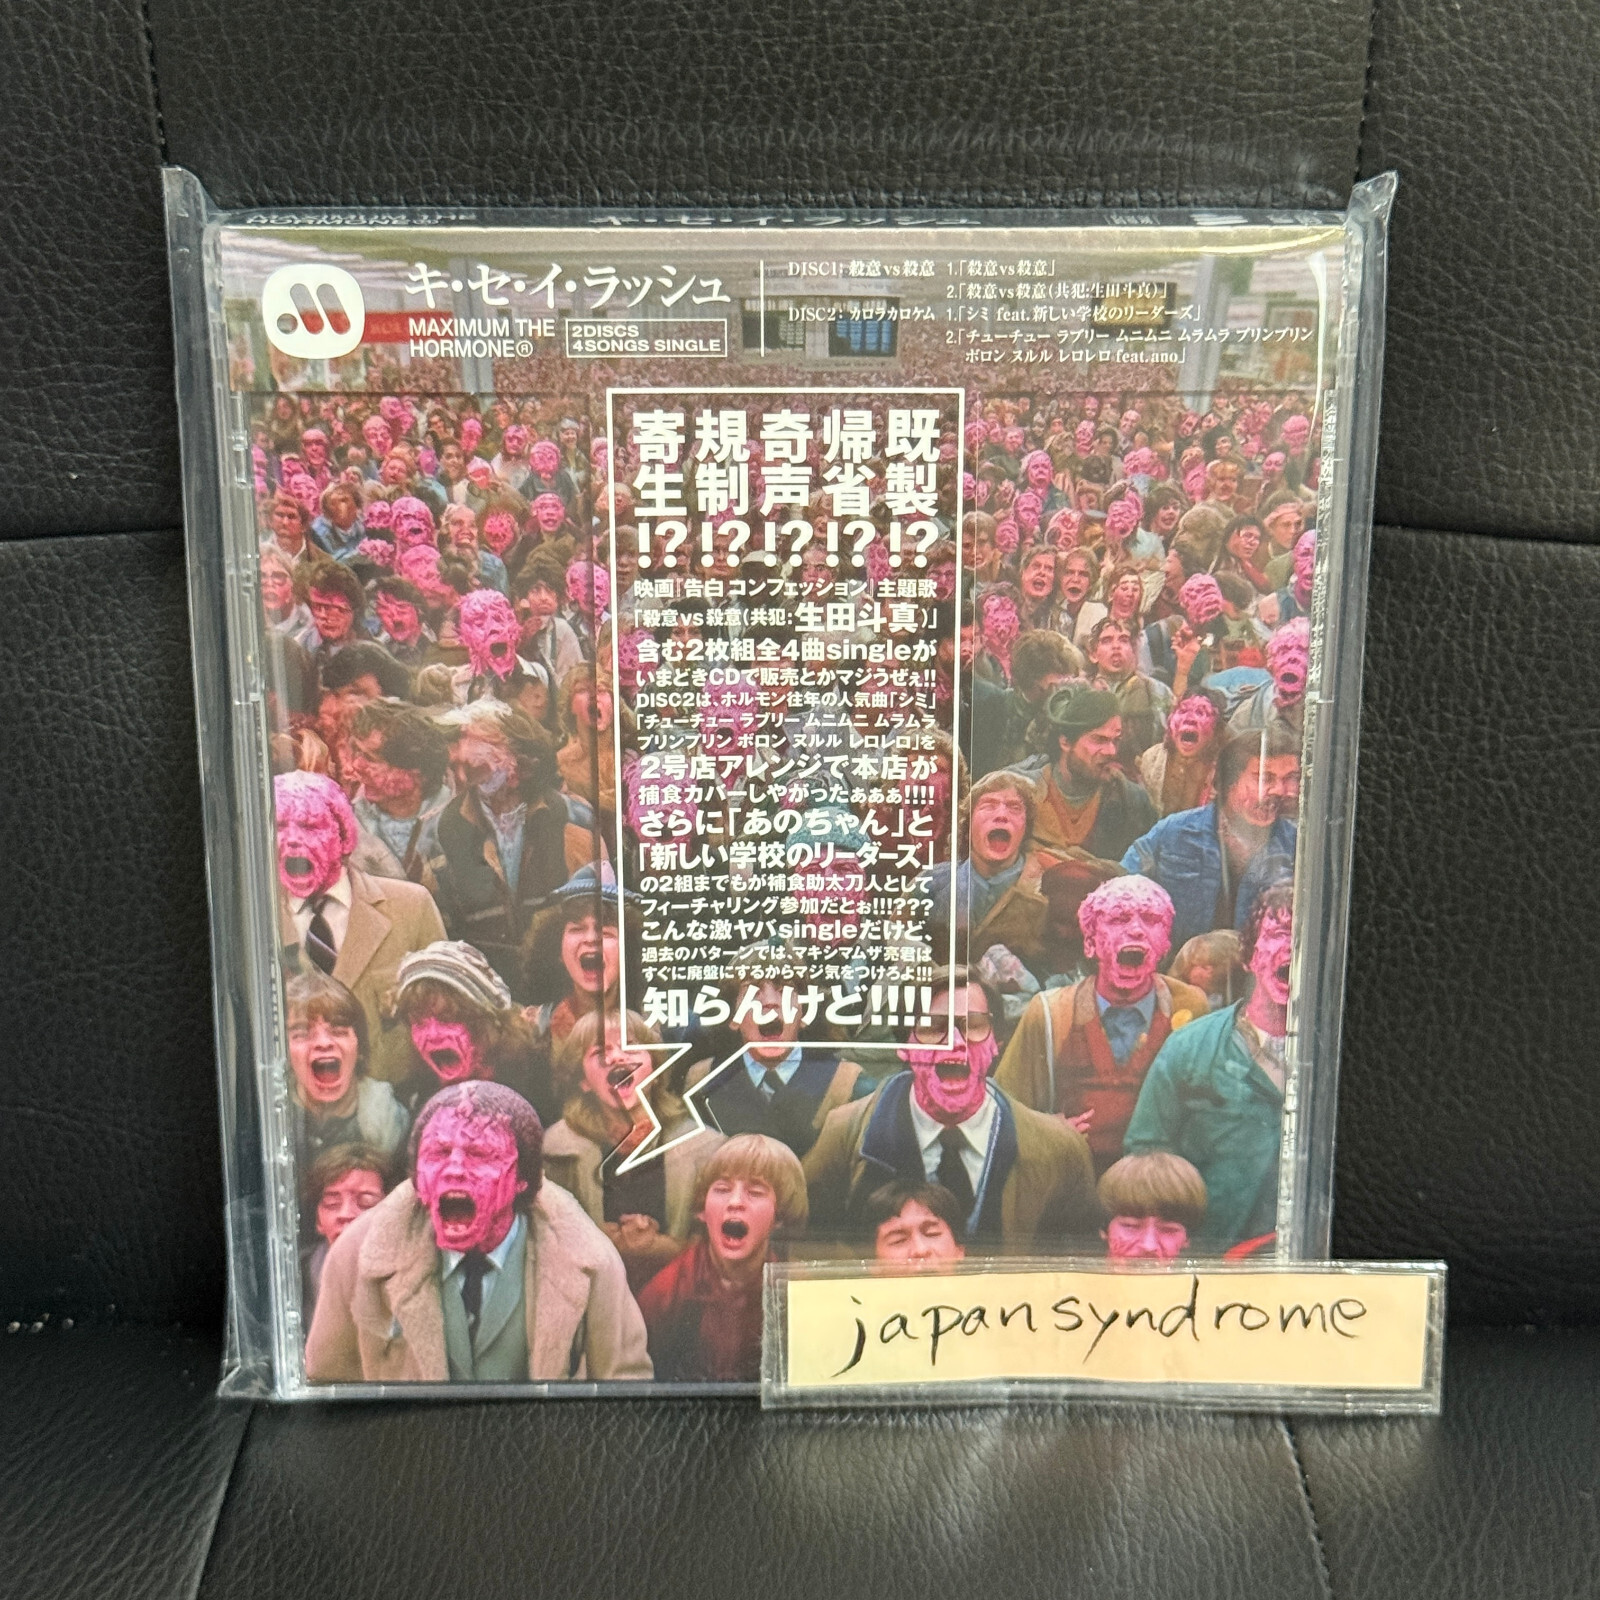 キ・セ・イ・ラッシュ
MAXIMUM THE
HORMONE®
2DISCS
4SONGS SINGLE
DISC1: 殺意vs殺意 1.「殺意vs殺意」
2.「殺意vs殺意(共犯:生田斗真)」
DISC2: カロラカロケム 1.「シミ feat.新しい学校のリーダーズ」
2.「チューチュー ラブリー ムニムニ ムラムラ プリンプリン
ボロン ヌルル レロレロ feat.ano」
寄生!? 規制!? 奇声!? 帰省!? 既製!?
映画『告白 コンフェッション』主題歌
「殺意vs殺意(共犯:生田斗真)」
含む2枚組全4曲singleが
いまどきCDで販売とかマジうぜぇ!!
DISC2は、ホルモン往年の人気曲「シミ」
「チューチュー ラブリー ムニムニ ムラムラ
プリンプリン ボロン ヌルル レロレロ」を
2号店アレンジで本店が
捕食カバーしやがったぁぁぁ!!!!
さらに「あのちゃん」と
「新しい学校のリーダーズ」
の2組までもが補食助太刀人として
フィーチャリング参加だとぉ!!!???
こんな激ヤバsingleだけど、
過去のパターンでは、マキシマムザ亮君は
すぐに廃盤にするからマジ気をつけろよ!!!
知らんけど!!!!
japansyndrome